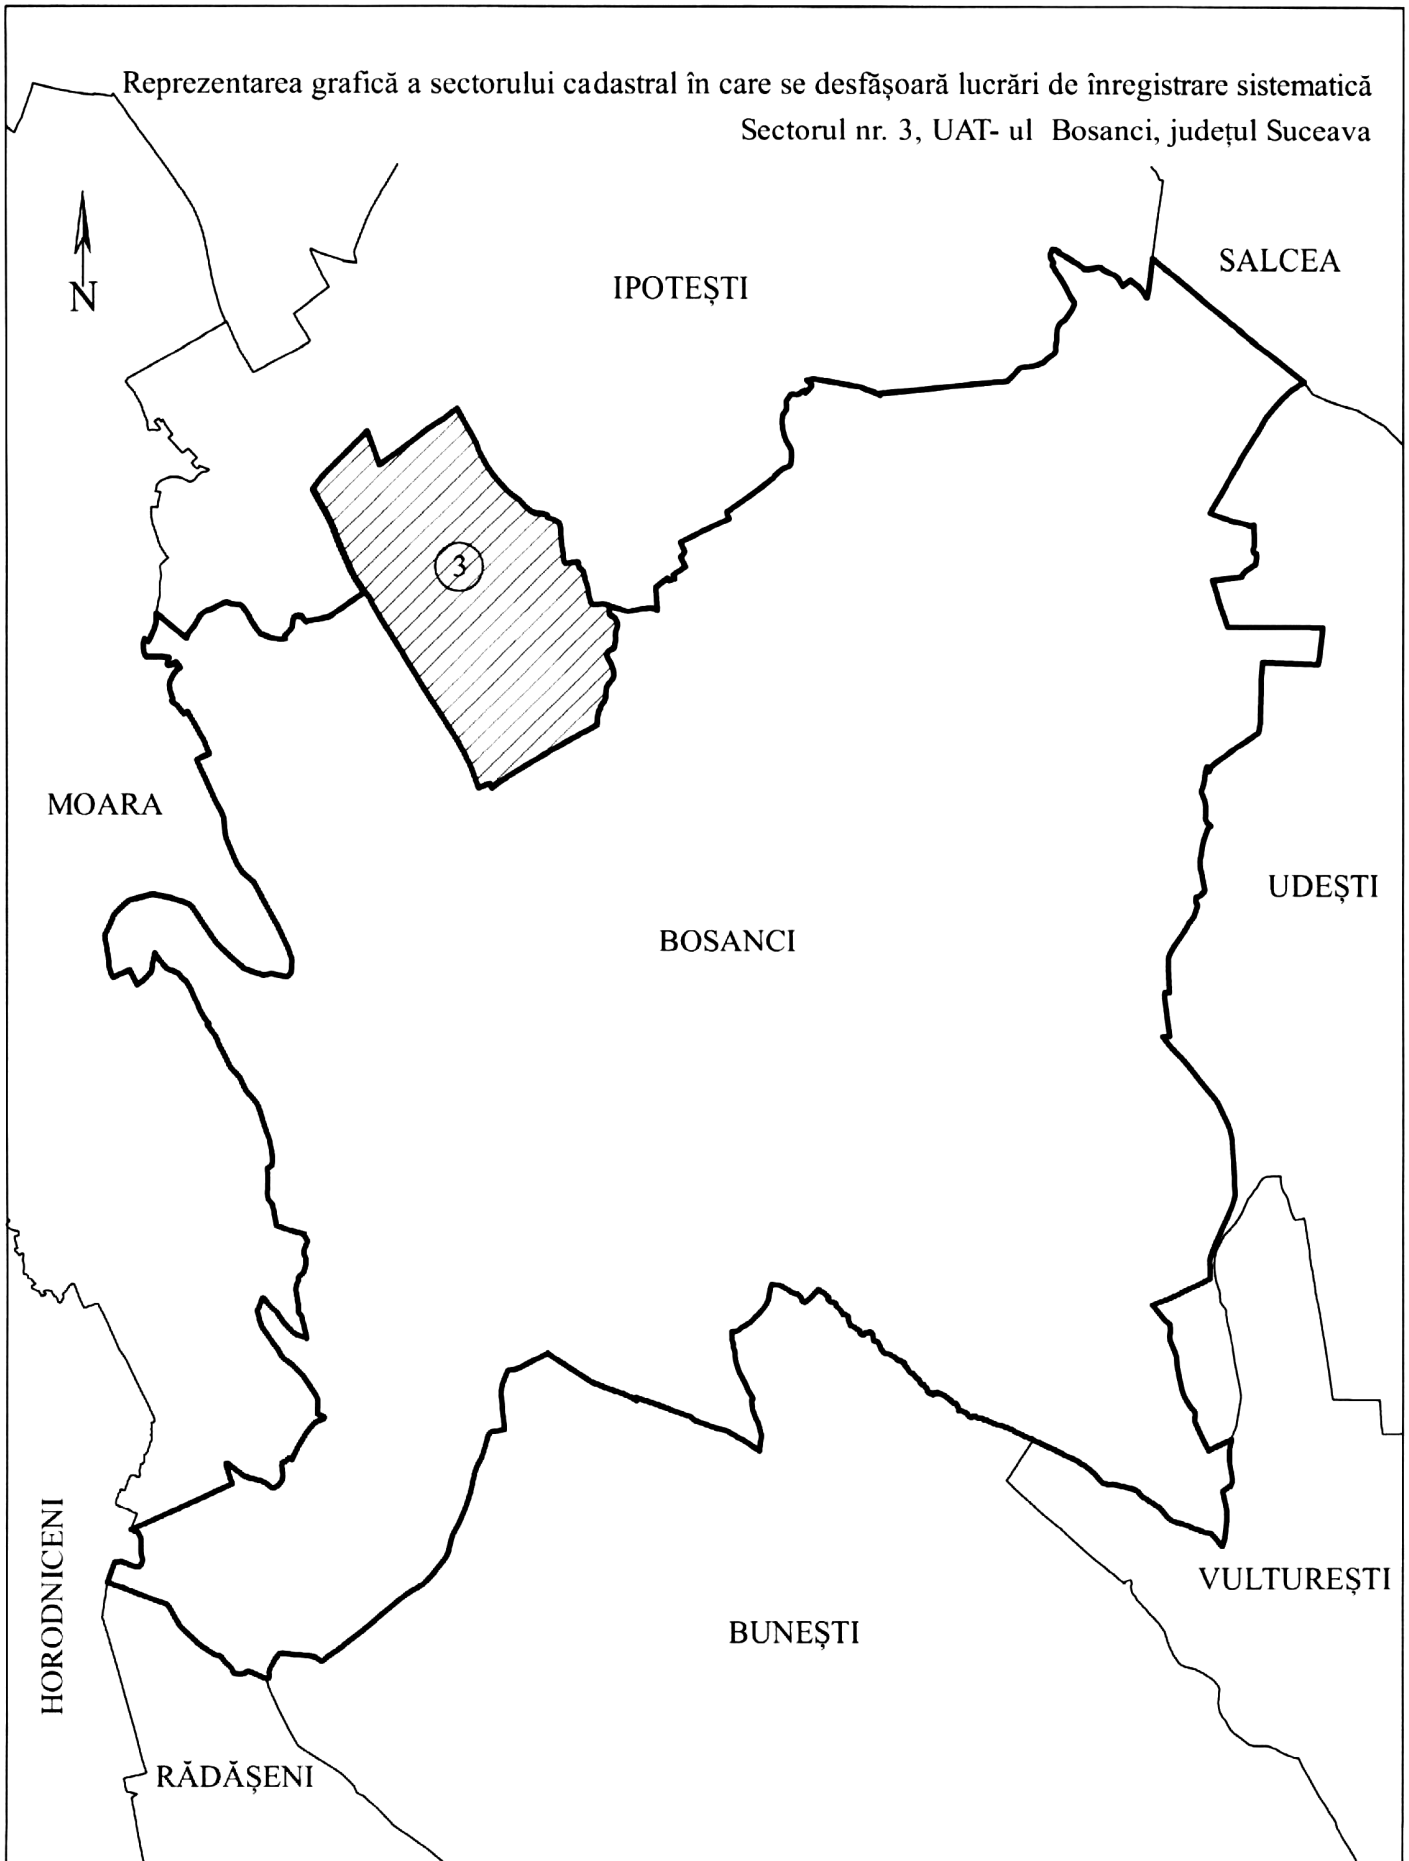 Reprezentarea grafică a sectorului cadastral în care se desfășoară lucrări de înregistrare sistematică
Sectorul nr. 3, UAT- ul Bosanci, județul Suceava
N
SALCEA
IPOTEȘTI
3
MOARA
UDEȘTI
BOSANCI
HORODNICENI
VULTUREȘTI
BUNEȘTI
RĂDĂȘENI